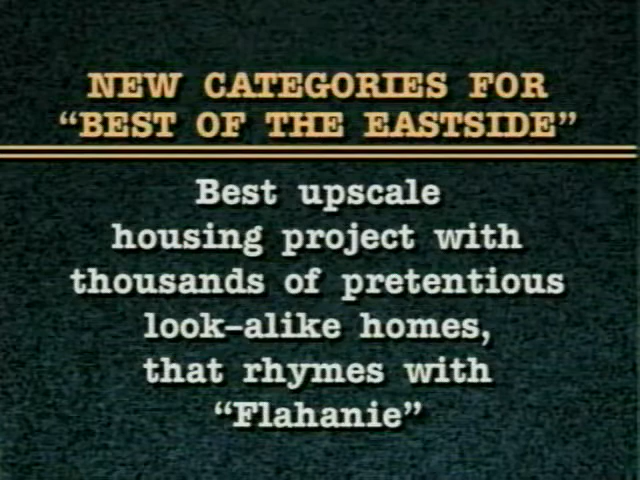 NEW CATEGORIES FOR
“BEST OF THE EASTSIDE”
Best upscale
housing project with
thousands of pretentious
look-alike homes,
that rhymes with
“Flahanie”